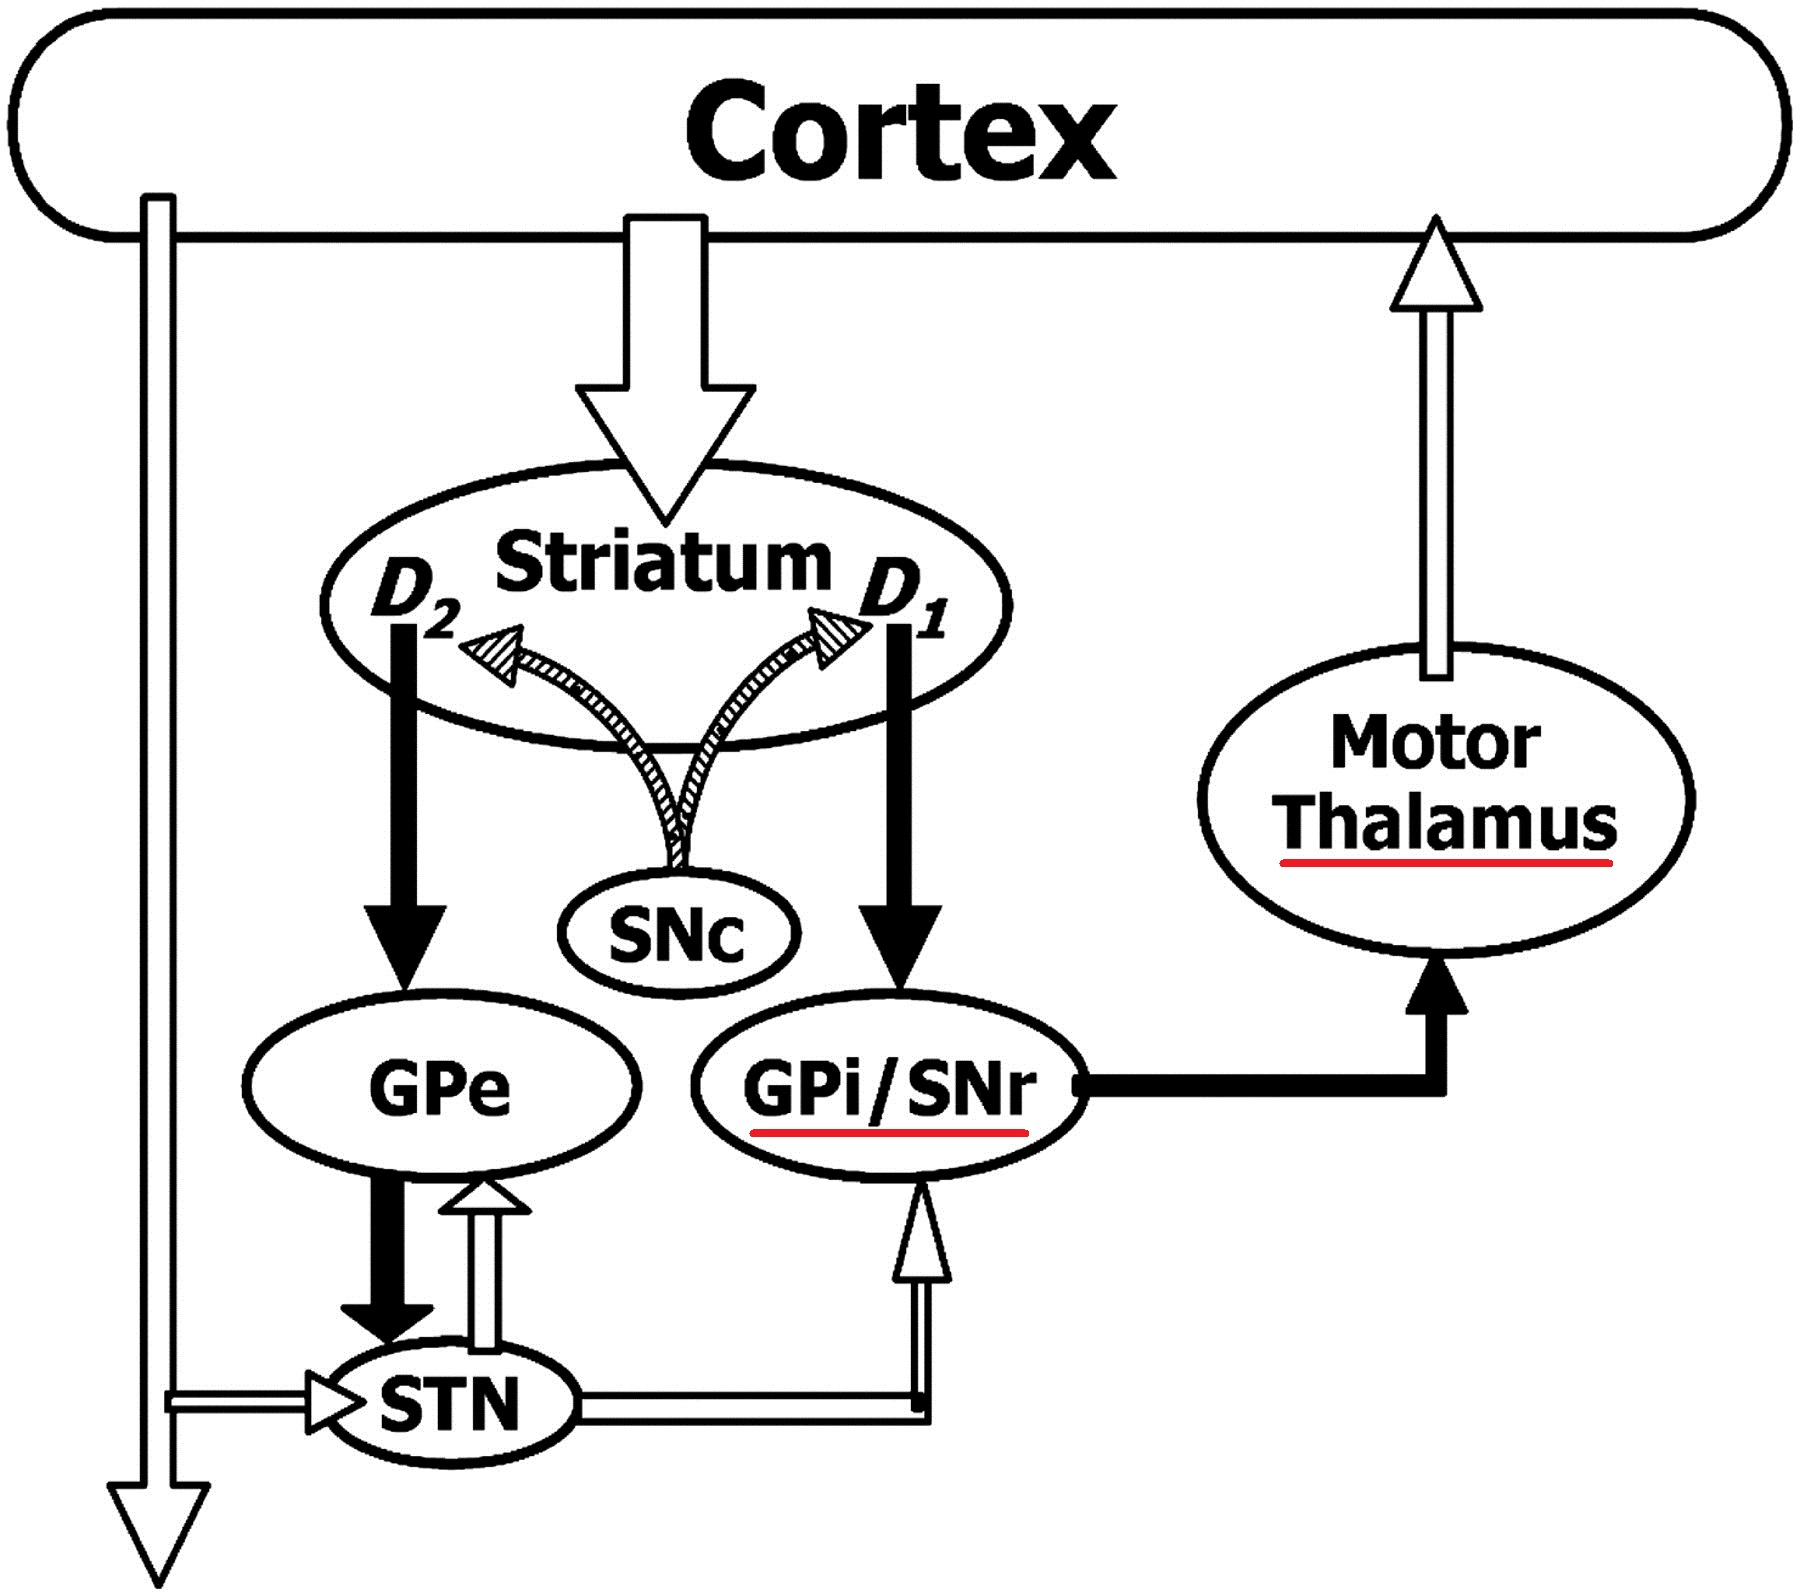 Cortex
Striatum
D2
D1
Motor
Thalamus
SNc
GPe
GPi/SNr
STN